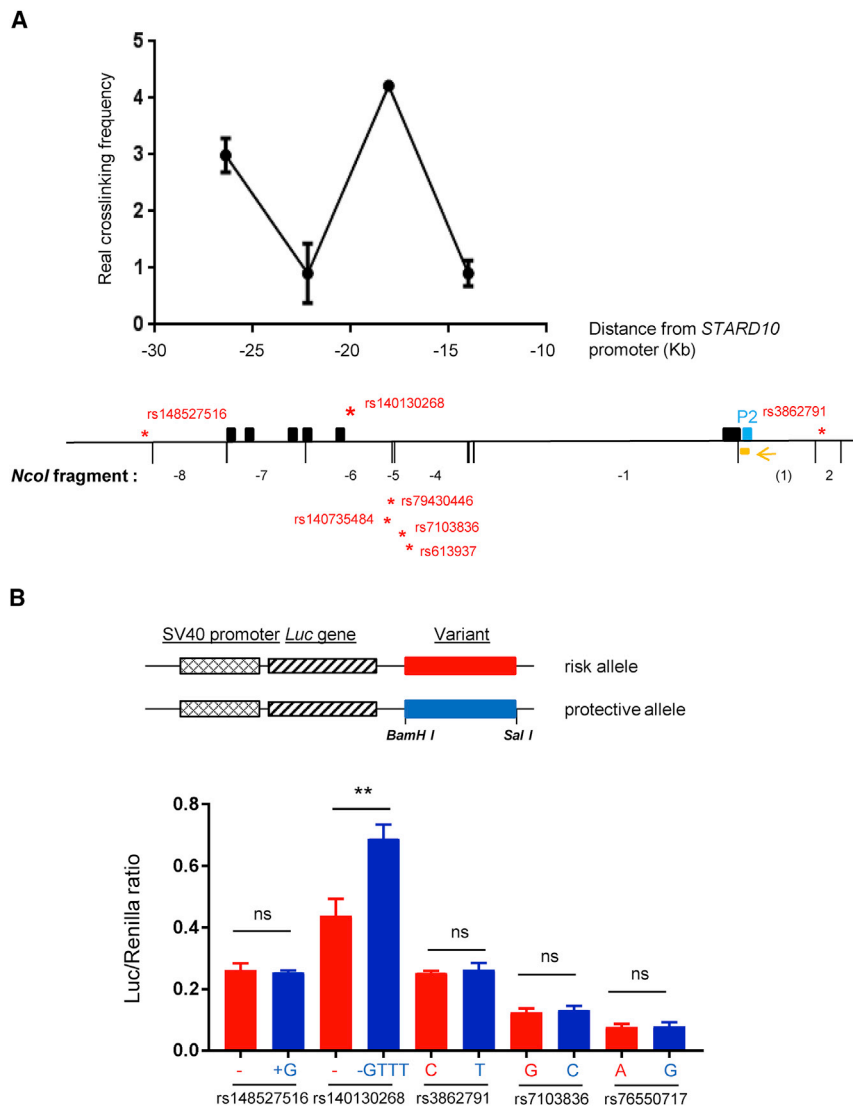 A
Real crosslinking frequency
5
4
3
2
1
0
-30 -25 -20 -15 -10
Distance from STARD10
promoter (Kb)
rs148527516 * * rs140130268 P2 rs3862791 *
NcoI fragment : -8 -7 -6 -5 -4 -1 (1) 2
* rs79430446
rs140735484 *
* rs7103836
* rs613937
B
SV40 promoter Luc gene Variant
risk allele
protective allele
BamH I Sal I
Luc/Renilla ratio
0.8
0.6
0.4
0.2
0.0
ns ** ns ns ns
- +G - -GTTT C T G C A G
rs148527516 rs140130268 rs3862791 rs7103836 rs76550717